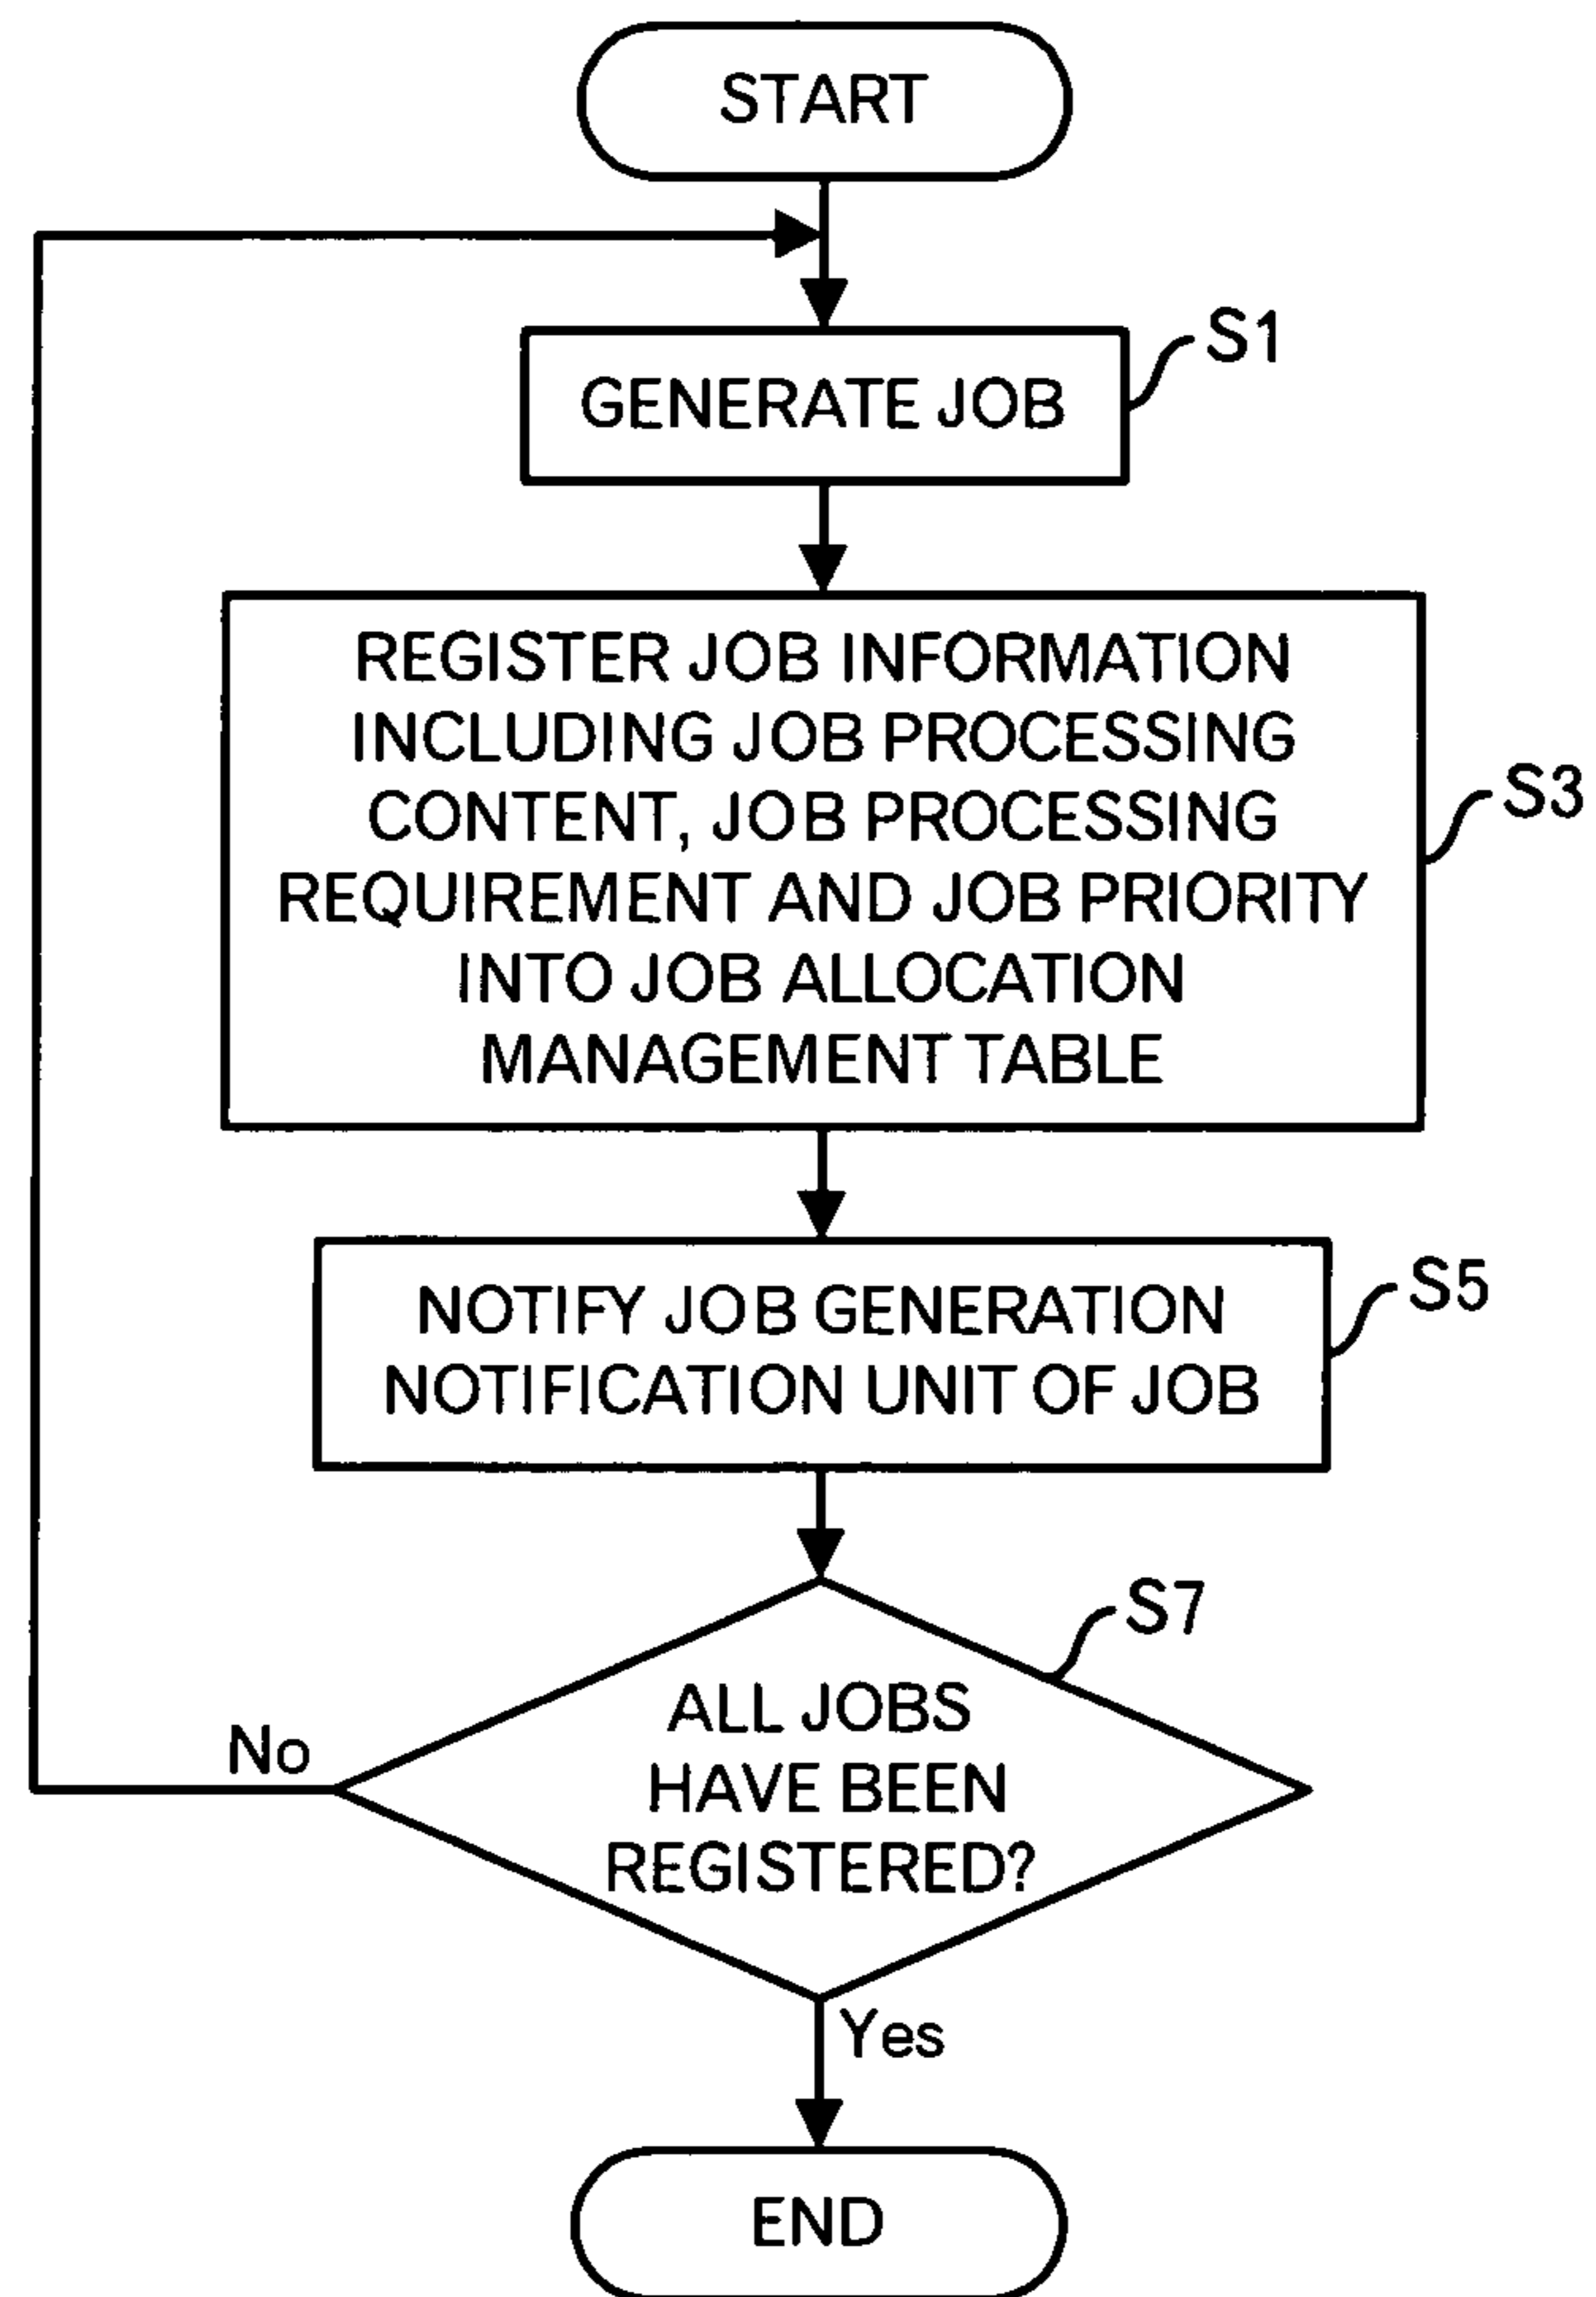 START
S1
GENERATE JOB
REGISTER JOB INFORMATION
INCLUDING JOB PROCESSING
CONTENT, JOB PROCESSING
REQUIREMENT AND JOB PRIORITY
INTO JOB ALLOCATION
MANAGEMENT TABLE
S3
NOTIFY JOB GENERATION
NOTIFICATION UNIT OF JOB
S5
S7
ALL JOBS
HAVE BEEN
REGISTERED?
No
Yes
END